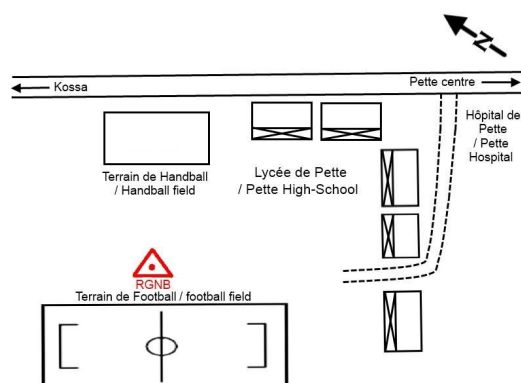 N
Kossa
Pette centre
Hôpital de
Pette
/ Pette
Hospital
Terrain de Handball
/ Handball field
Lycée de Pette
/ Pette High-School
RGNB
Terrain de Football / football field